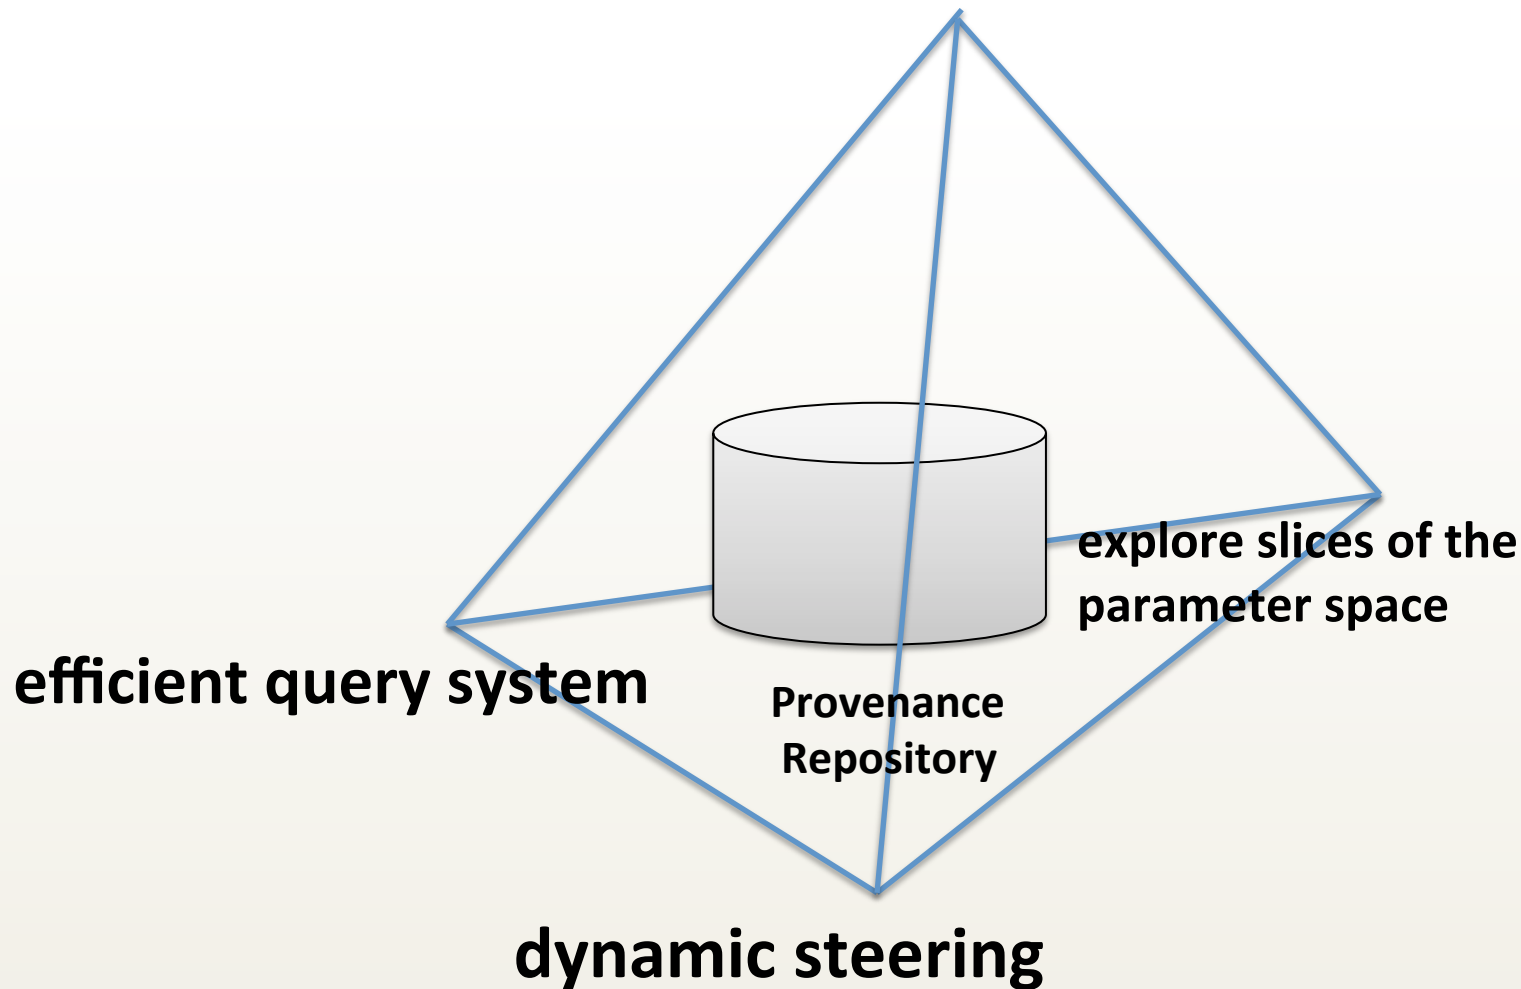 explore slices of the
parameter space
efficient query system
Provenance
Repository
dynamic steering